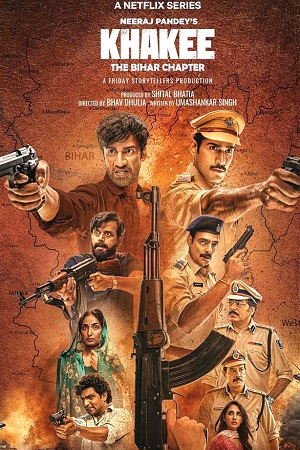 A NETFLIX SERIES
NEERAJ PANDEY'S
KHAKEE
THE BIHAR CHAPTER
A FRIDAY STORYTELLERS PRODUCTION
PRODUCED BY SHITAL BHATIA
DIRECTED BY BHAV DHULIA WRITTEN BY UMASHANKAR SINGH
BIHAR